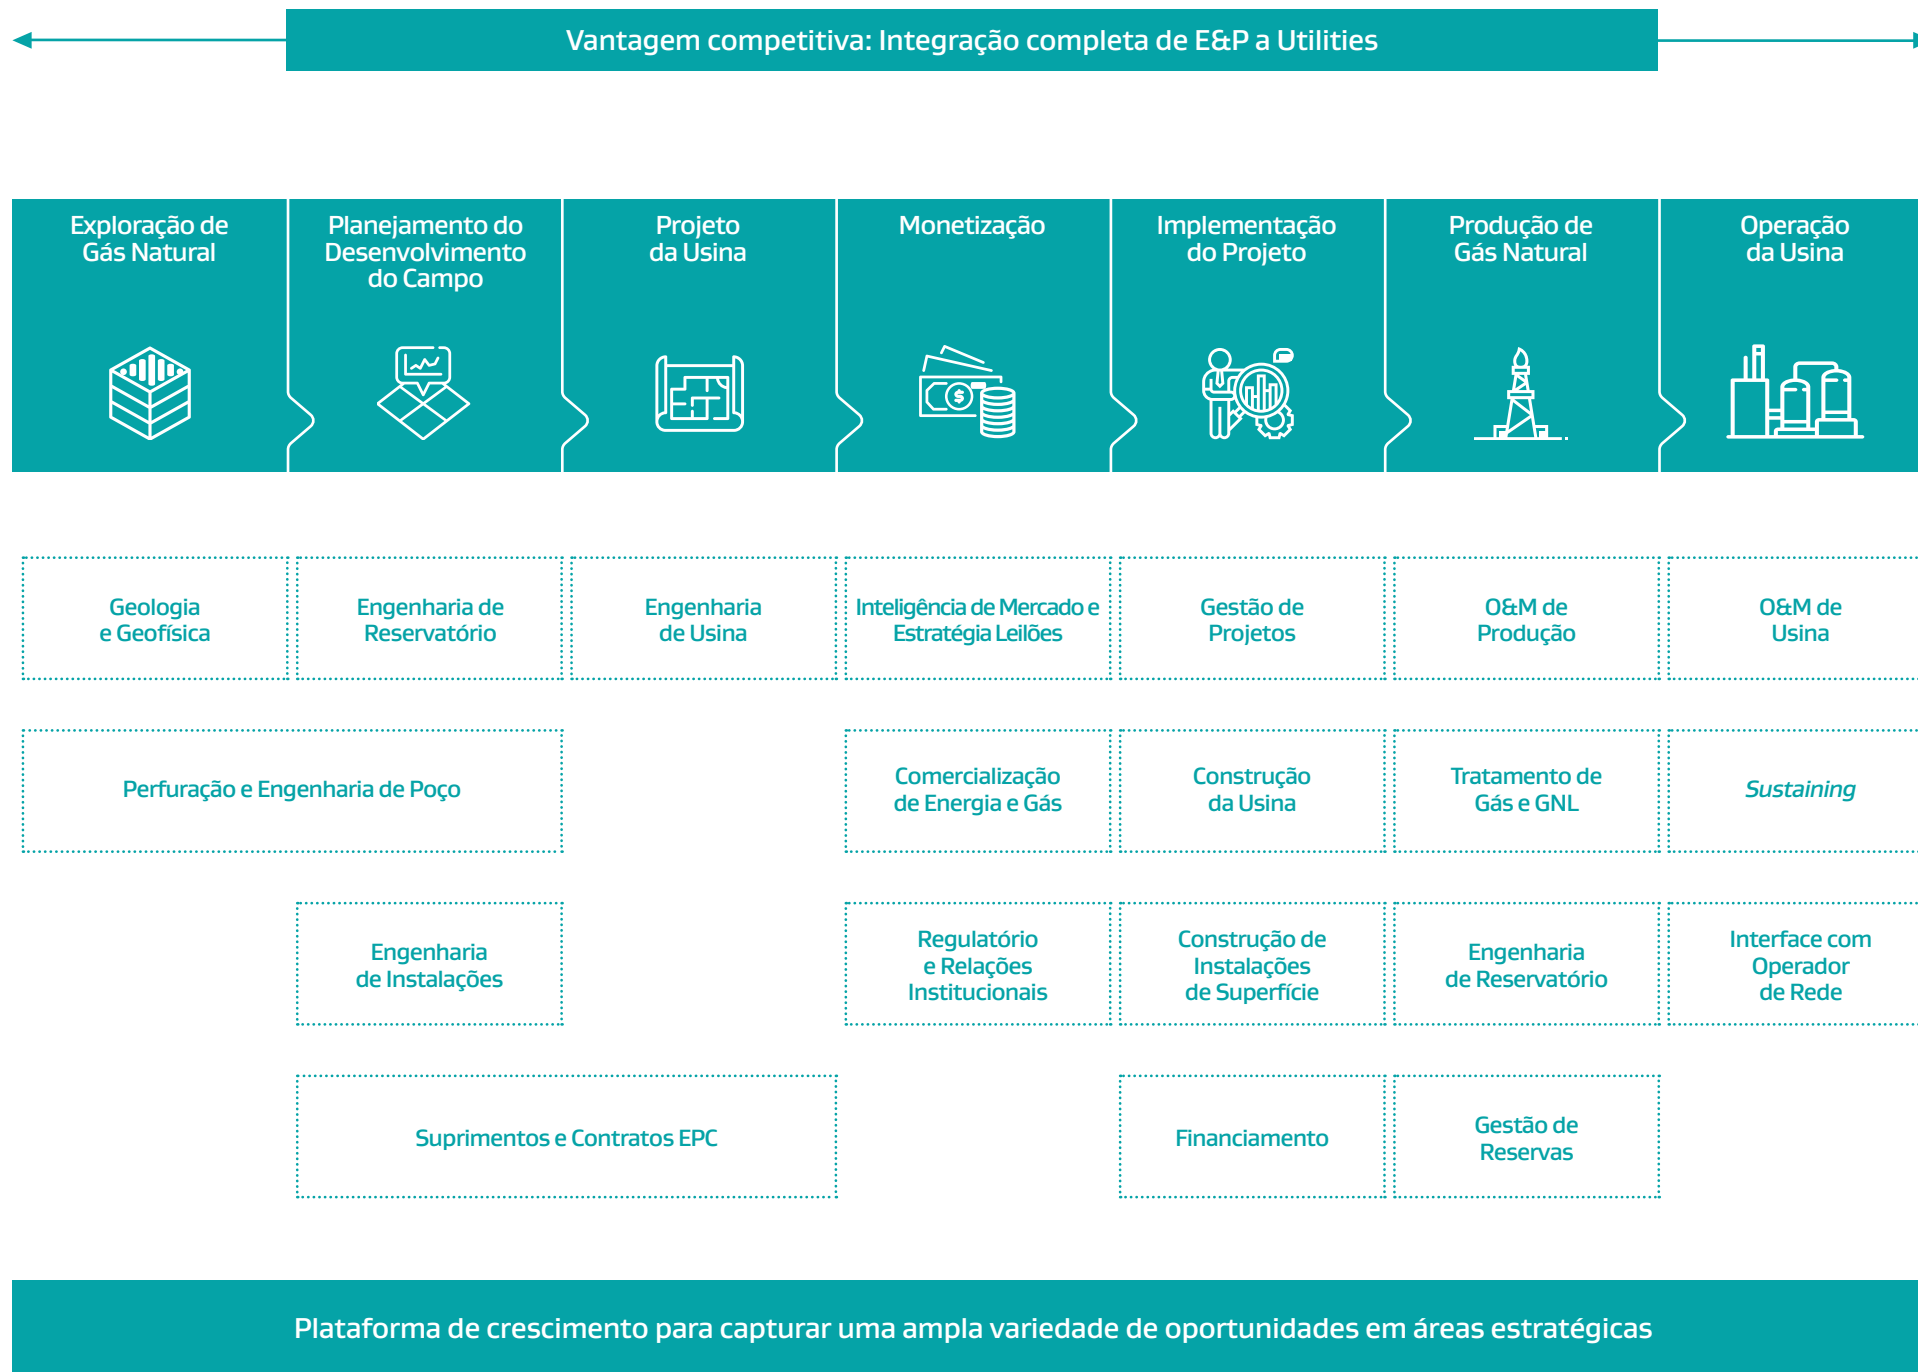 Vantagem competitiva: Integração completa de E&P a Utilities
Exploração de
Gás Natural
Planejamento do
Desenvolvimento
do Campo
Projeto
da Usina
Monetização
Implementação
do Projeto
Produção de
Gás Natural
Operação
da Usina
$
Geologia
e Geofísica
Engenharia de
Reservatório
Engenharia
de Usina
Inteligência de Mercado e
Estratégia Leilões
Gestão de
Projetos
O&M de
Produção
O&M de
Usina
Perfuração e Engenharia de Poço
Comercialização
de Energia e Gás
Construção
da Usina
Tratamento de
Gás e GNL
Sustaining
Engenharia
de Instalações
Regulatório
e Relações
Institucionais
Construção de
Instalações
de Superfície
Engenharia
de Reservatório
Interface com
Operador
de Rede
Suprimentos e Contratos EPC
Financiamento
Gestão de
Reservas
Plataforma de crescimento para capturar uma ampla variedade de oportunidades em áreas estratégicas